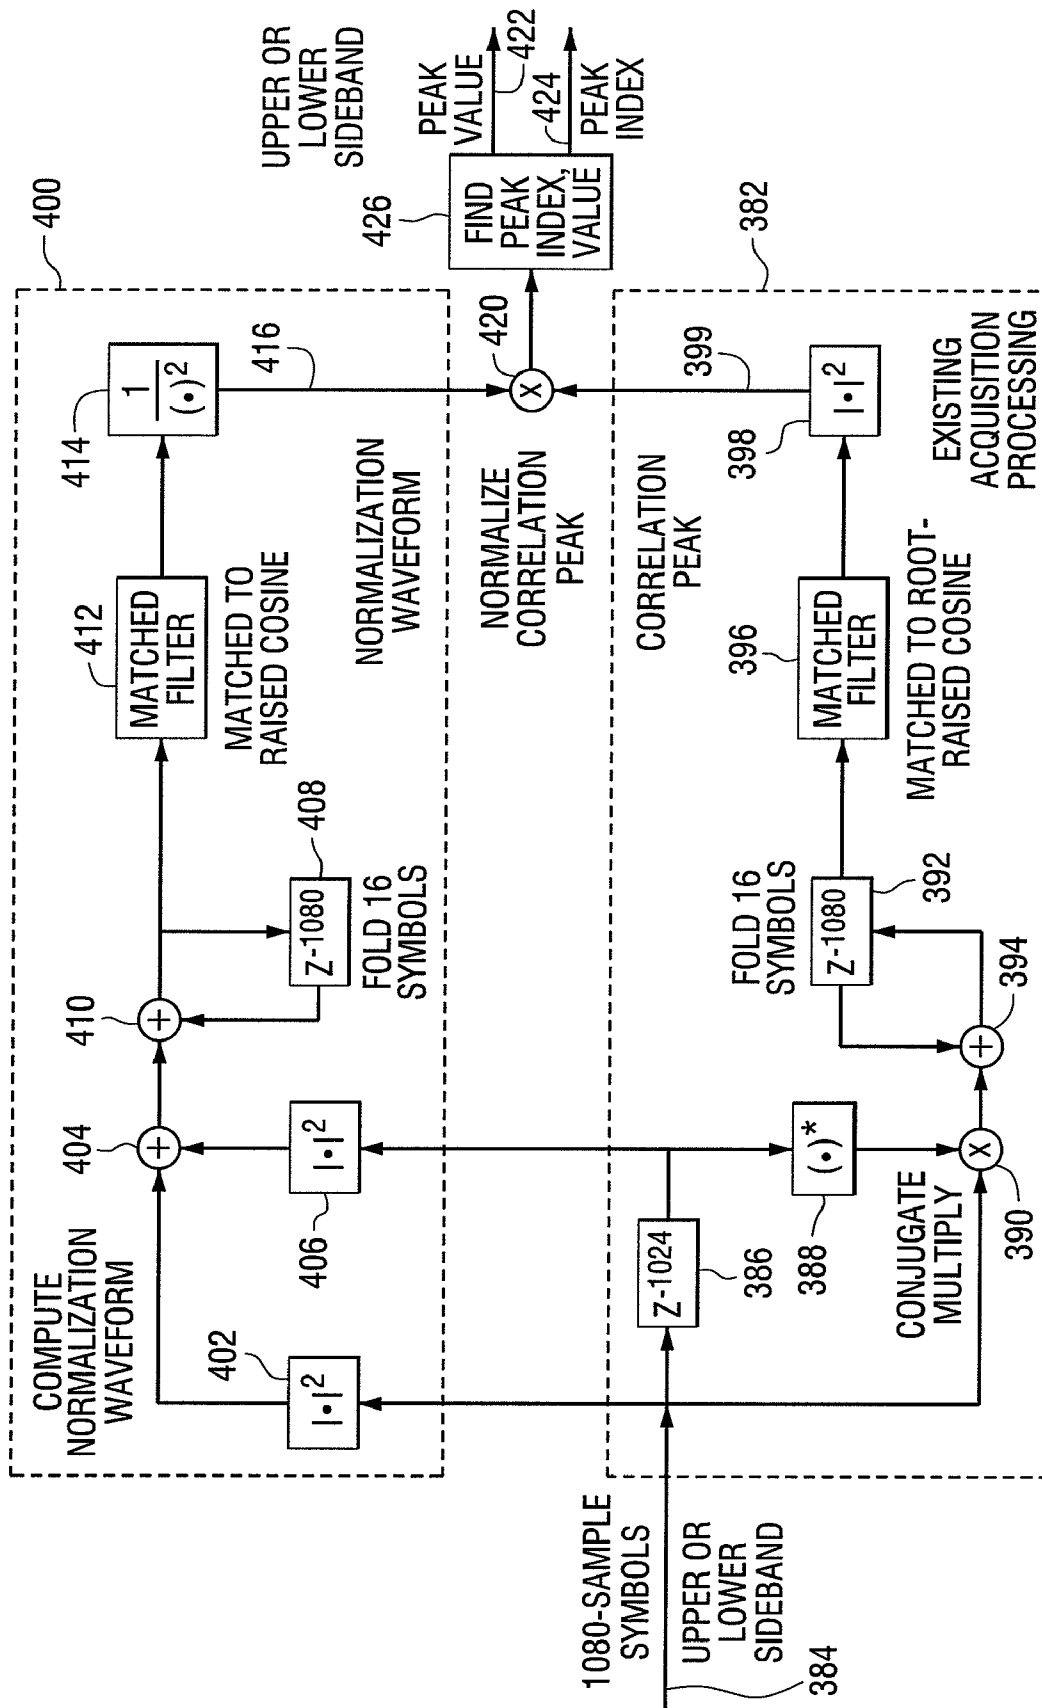 UPPER OR
LOWER
SIDEBAND
400
COMPUTE
NORMALIZATION
WAVEFORM
402
|•|²
404
+
406
|•|²
410
+
408
Z⁻¹⁰⁸⁰
FOLD 16
SYMBOLS
412
MATCHED
FILTER
MATCHED TO
RAISED COSINE
414
1
(•)²
416
NORMALIZATION
WAVEFORM
NORMALIZE
CORRELATION
PEAK
420
X
426
FIND
PEAK
INDEX,
VALUE
PEAK
VALUE
422
424
PEAK
INDEX
1080-SAMPLE
SYMBOLS
UPPER OR
LOWER
SIDEBAND
384
Z⁻¹⁰²⁴
386
(•)*
388
CONJUGATE
MULTIPLY
X
390
FOLD 16
SYMBOLS
Z⁻¹⁰⁸⁰
392
+
394
CORRELATION
PEAK
396
MATCHED
FILTER
MATCHED TO ROOT-
RAISED COSINE
399
|•|²
398
382
EXISTING
ACQUISITION
PROCESSING